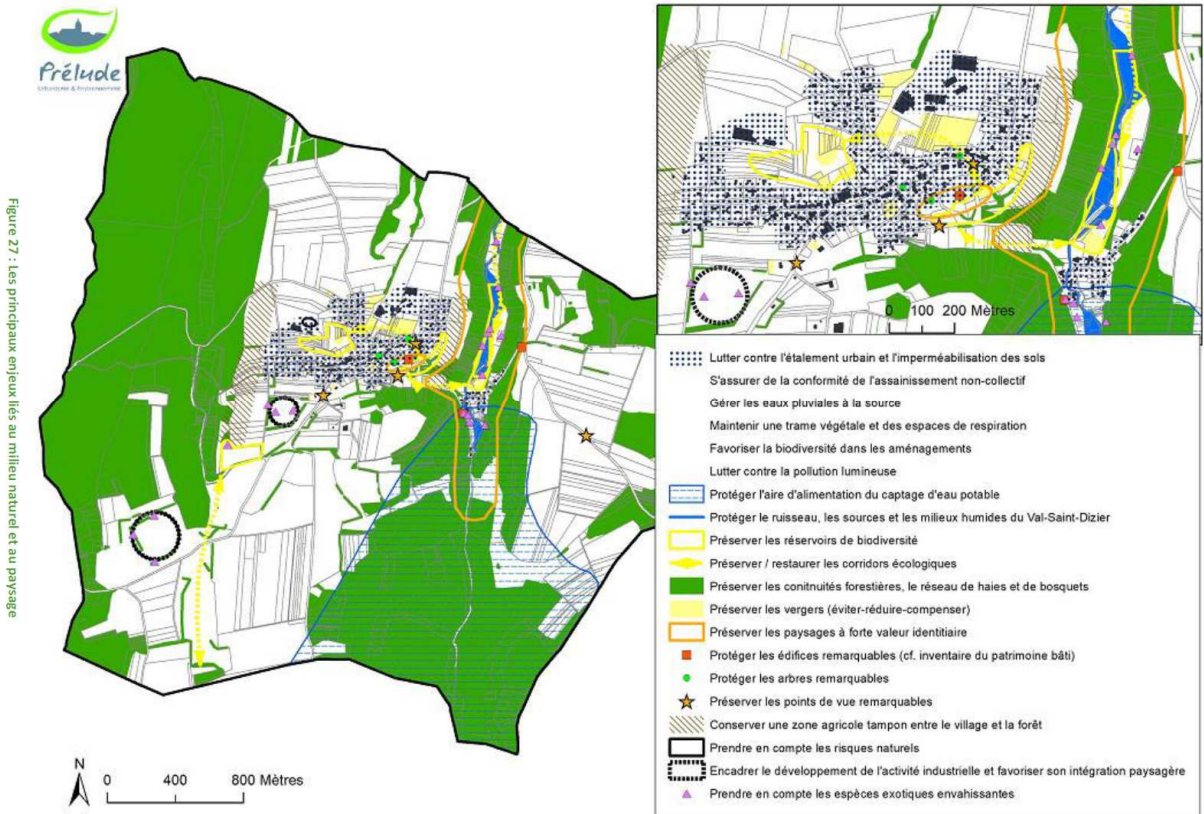 Prélude
Urbanisme & Environnement
Figure 27 : Les principaux enjeux liés au milieu naturel et au paysage
N
0 400 800 Mètres
0 100 200 Mètres
Lutter contre l'étalement urbain et l'imperméabilisation des sols
S'assurer de la conformité de l'assainissement non-collectif
Gérer les eaux pluviales à la source
Maintenir une trame végétale et des espaces de respiration
Favoriser la biodiversité dans les aménagements
Lutter contre la pollution lumineuse
Protéger l'aire d'alimentation du captage d'eau potable
Protéger le ruisseau, les sources et les milieux humides du Val-Saint-Dizier
Préserver les réservoirs de biodiversité
Préserver / restaurer les corridors écologiques
Préserver les conitnuités forestières, le réseau de haies et de bosquets
Préserver les vergers (éviter-réduire-compenser)
Préserver les paysages à forte valeur identitiaire
Protéger les édifices remarquables (cf. inventaire du patrimoine bâti)
Protéger les arbres remarquables
Préserver les points de vue remarquables
Conserver une zone agricole tampon entre le village et la forêt
Prendre en compte les risques naturels
Encadrer le développement de l'activité industrielle et favoriser son intégration paysagère
Prendre en compte les espèces exotiques envahissantes